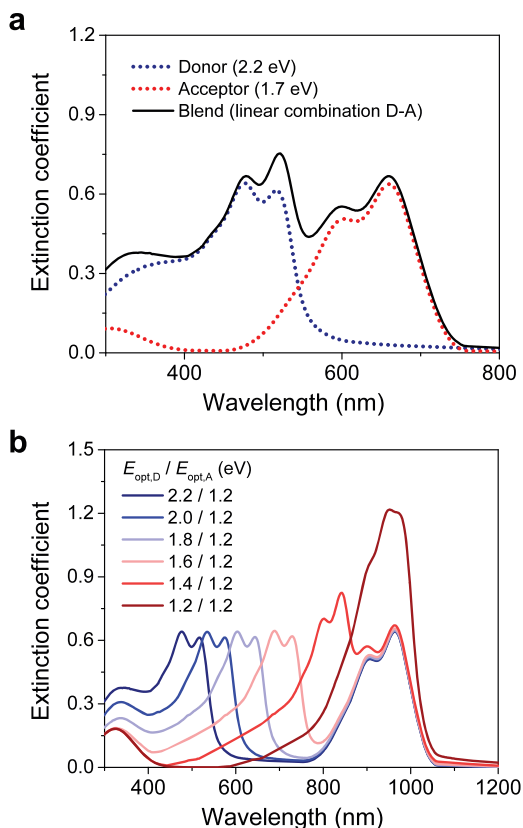 a
1.2
0.9
0.6
0.3
0.0
Extinction coefficient
Donor (2.2 eV)
Acceptor (1.7 eV)
Blend (linear combination D-A)
400
600
800
Wavelength (nm)
b
1.5
1.2
0.9
0.6
0.3
0.0
Extinction coefficient
E_opt,D / E_opt,A (eV)
2.2 / 1.2
2.0 / 1.2
1.8 / 1.2
1.6 / 1.2
1.4 / 1.2
1.2 / 1.2
400
600
800
1000
1200
Wavelength (nm)